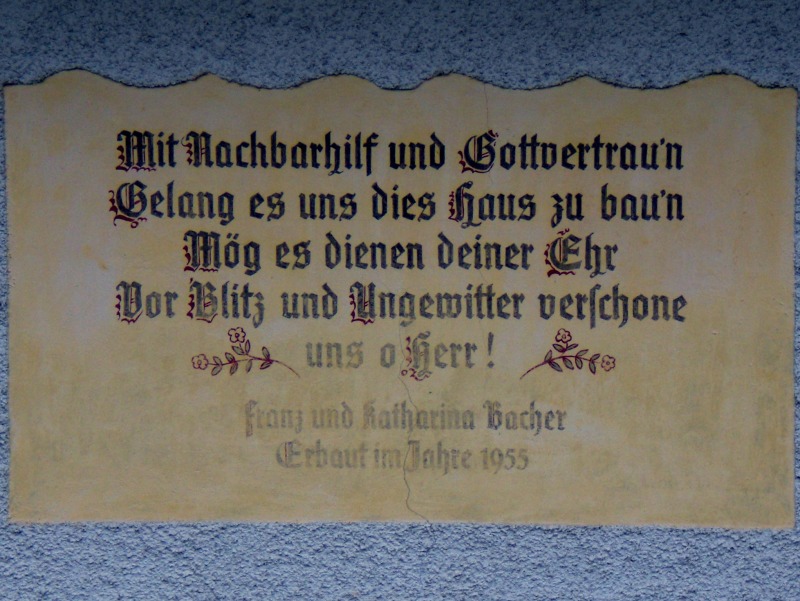 Mit Nachbarhilf und Gottvertrau'n
Gelang es uns dies Haus zu bau'n
Mög es dienen deiner Ehr
Vor Blitz und Ungewitter verſchone
uns o Herr!
Franz und Katharina Bacher
Erbaut im Jahre 1955